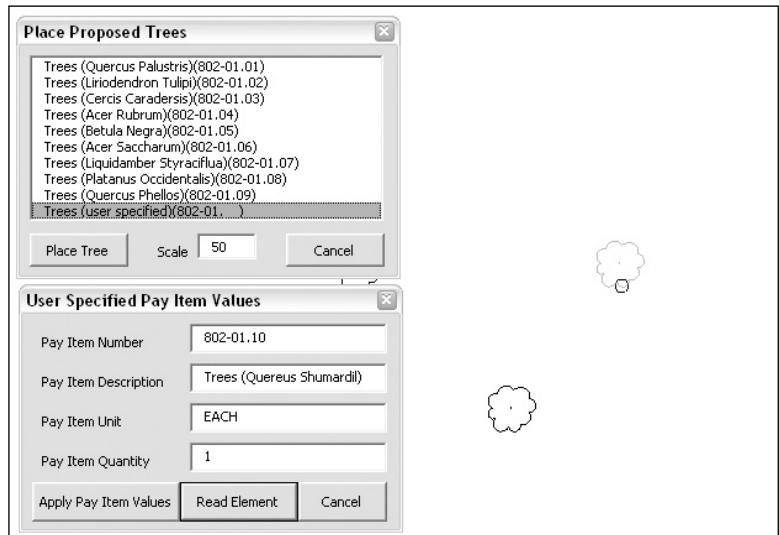 Place Proposed Trees
Trees (Quercus Palustris)(802-01.01)
Trees (Liriodendron Tulipi)(802-01.02)
Trees (Cercis Caradersis)(802-01.03)
Trees (Acer Rubrum)(802-01.04)
Trees (Betula Negra)(802-01.05)
Trees (Acer Saccharum)(802-01.06)
Trees (Liquidamber Styraciflua)(802-01.07)
Trees (Platanus Occidentalis)(802-01.08)
Trees (Quercus Phellos)(802-01.09)
Trees (user specified)(802-01. )
Place Tree Scale 50 Cancel
User Specified Pay Item Values
Pay Item Number 802-01.10
Pay Item Description Trees (Quereus Shumardil)
Pay Item Unit EACH
Pay Item Quantity 1
Apply Pay Item Values Read Element Cancel